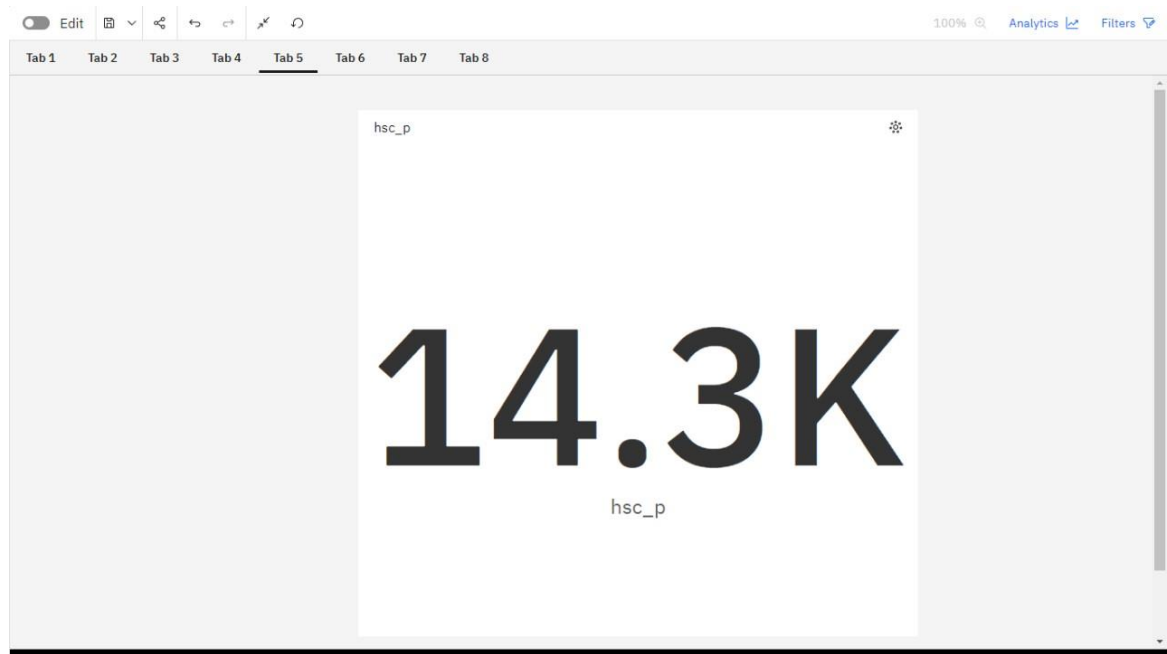 Edit 100% Analytics Filters
Tab 1 Tab 2 Tab 3 Tab 4 Tab 5 Tab 6 Tab 7 Tab 8
hsc_p
14.3K
hsc_p